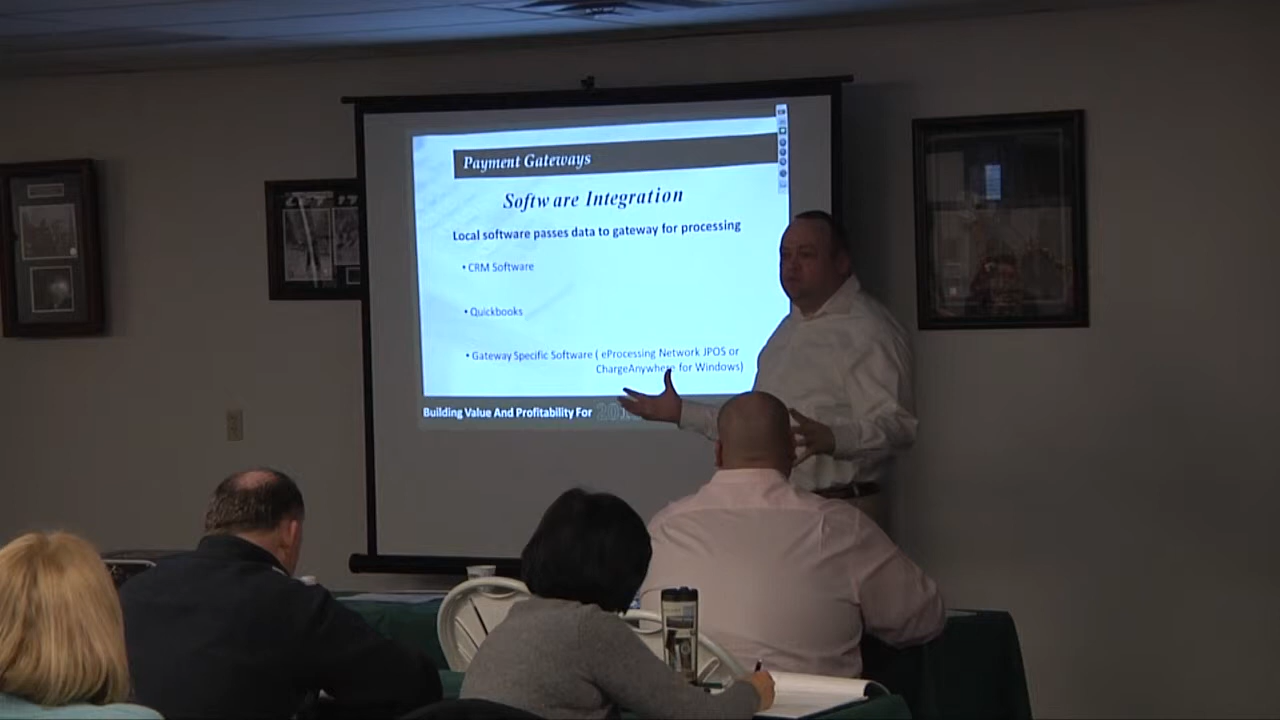 Payment Gateways
Software Integration
Local software passes data to gateway for processing
• CRM Software
• Quickbooks
• Gateway Specific Software ( eProcessing Network JPOS or
ChargeAnywhere for Windows)
Building Value And Profitability For